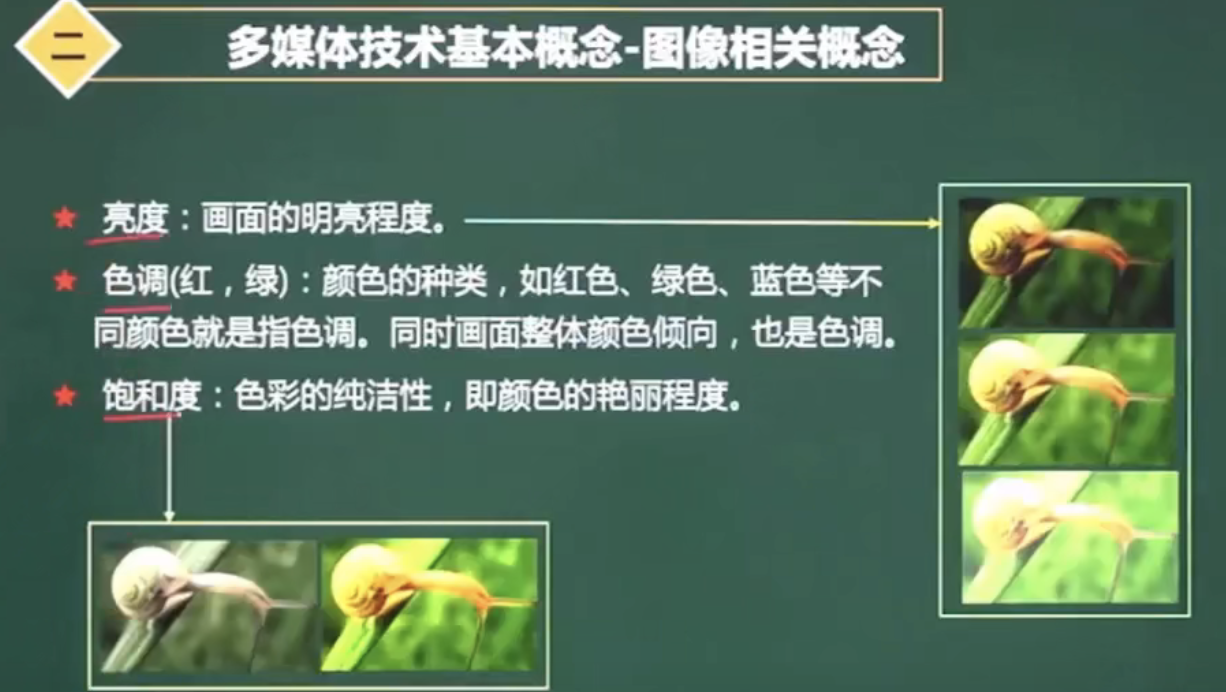 二
多媒体技术基本概念-图像相关概念
★ 亮度：画面的明亮程度。
★ 色调(红，绿)：颜色的种类，如红色、绿色、蓝色等不
同颜色就是指色调。同时画面整体颜色倾向，也是色调。
★ 饱和度：色彩的纯洁性，即颜色的艳丽程度。